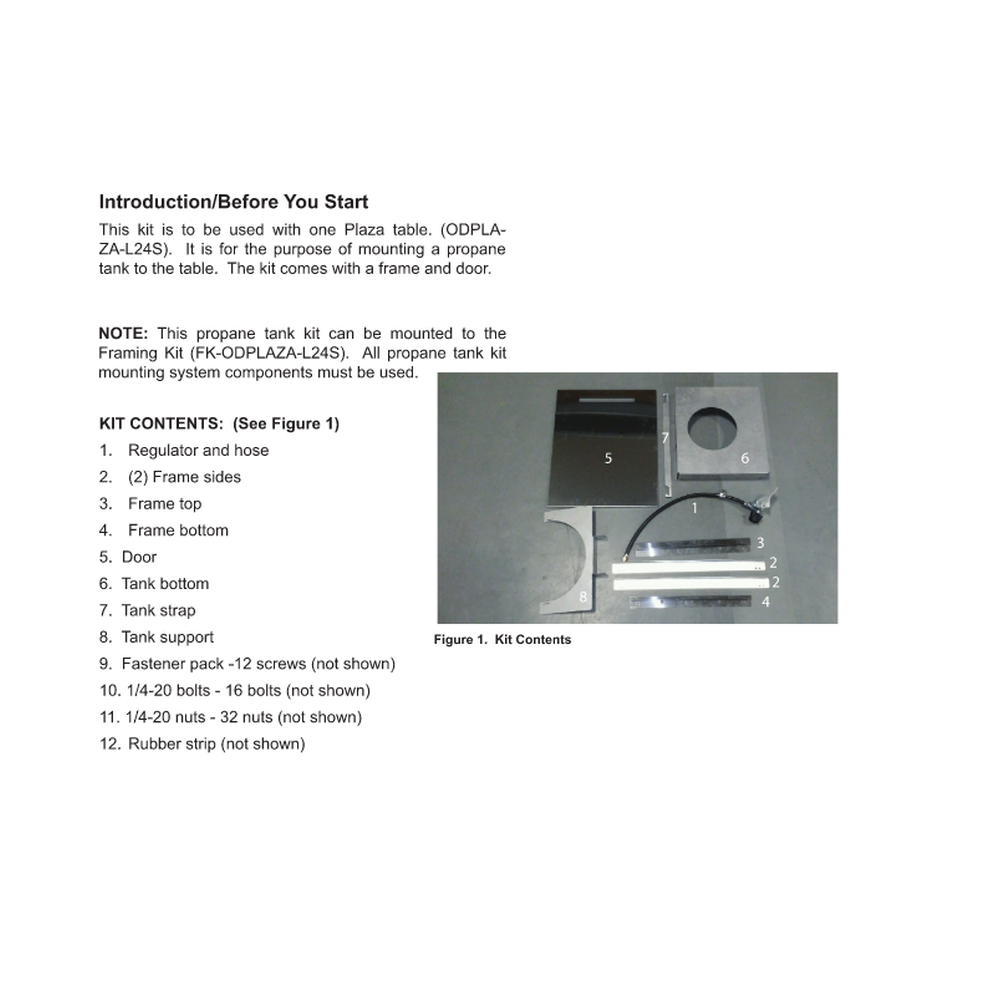 Introduction/Before You Start
This kit is to be used with one Plaza table. (ODPLA-
ZA-L24S).  It is for the purpose of mounting a propane
tank to the table.  The kit comes with a frame and door.
NOTE: This propane tank kit can be mounted to the
Framing Kit (FK-ODPLAZA-L24S).  All propane tank kit
mounting system components must be used.
KIT CONTENTS:  (See Figure 1)
1.  Regulator and hose
2.  (2) Frame sides
3.  Frame top
4.  Frame bottom
5.  Door
6.  Tank bottom
7.  Tank strap
8.  Tank support
9.  Fastener pack -12 screws (not shown)
10. 1/4-20 bolts - 16 bolts (not shown)
11. 1/4-20 nuts - 32 nuts (not shown)
12.  Rubber strip (not shown)
7
5
6
1
3
2
2
8
4
Figure 1.  Kit Contents